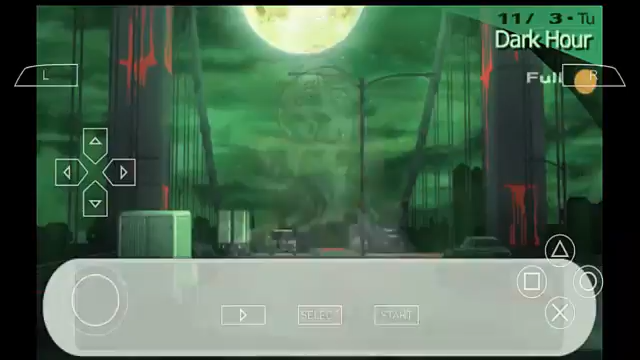 11/ 3・Tu
Dark Hour
Full
L
R
SELECT
START